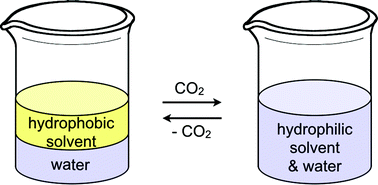 hydrophobic
solvent
water
CO₂
- CO₂
hydrophilic
solvent
& water